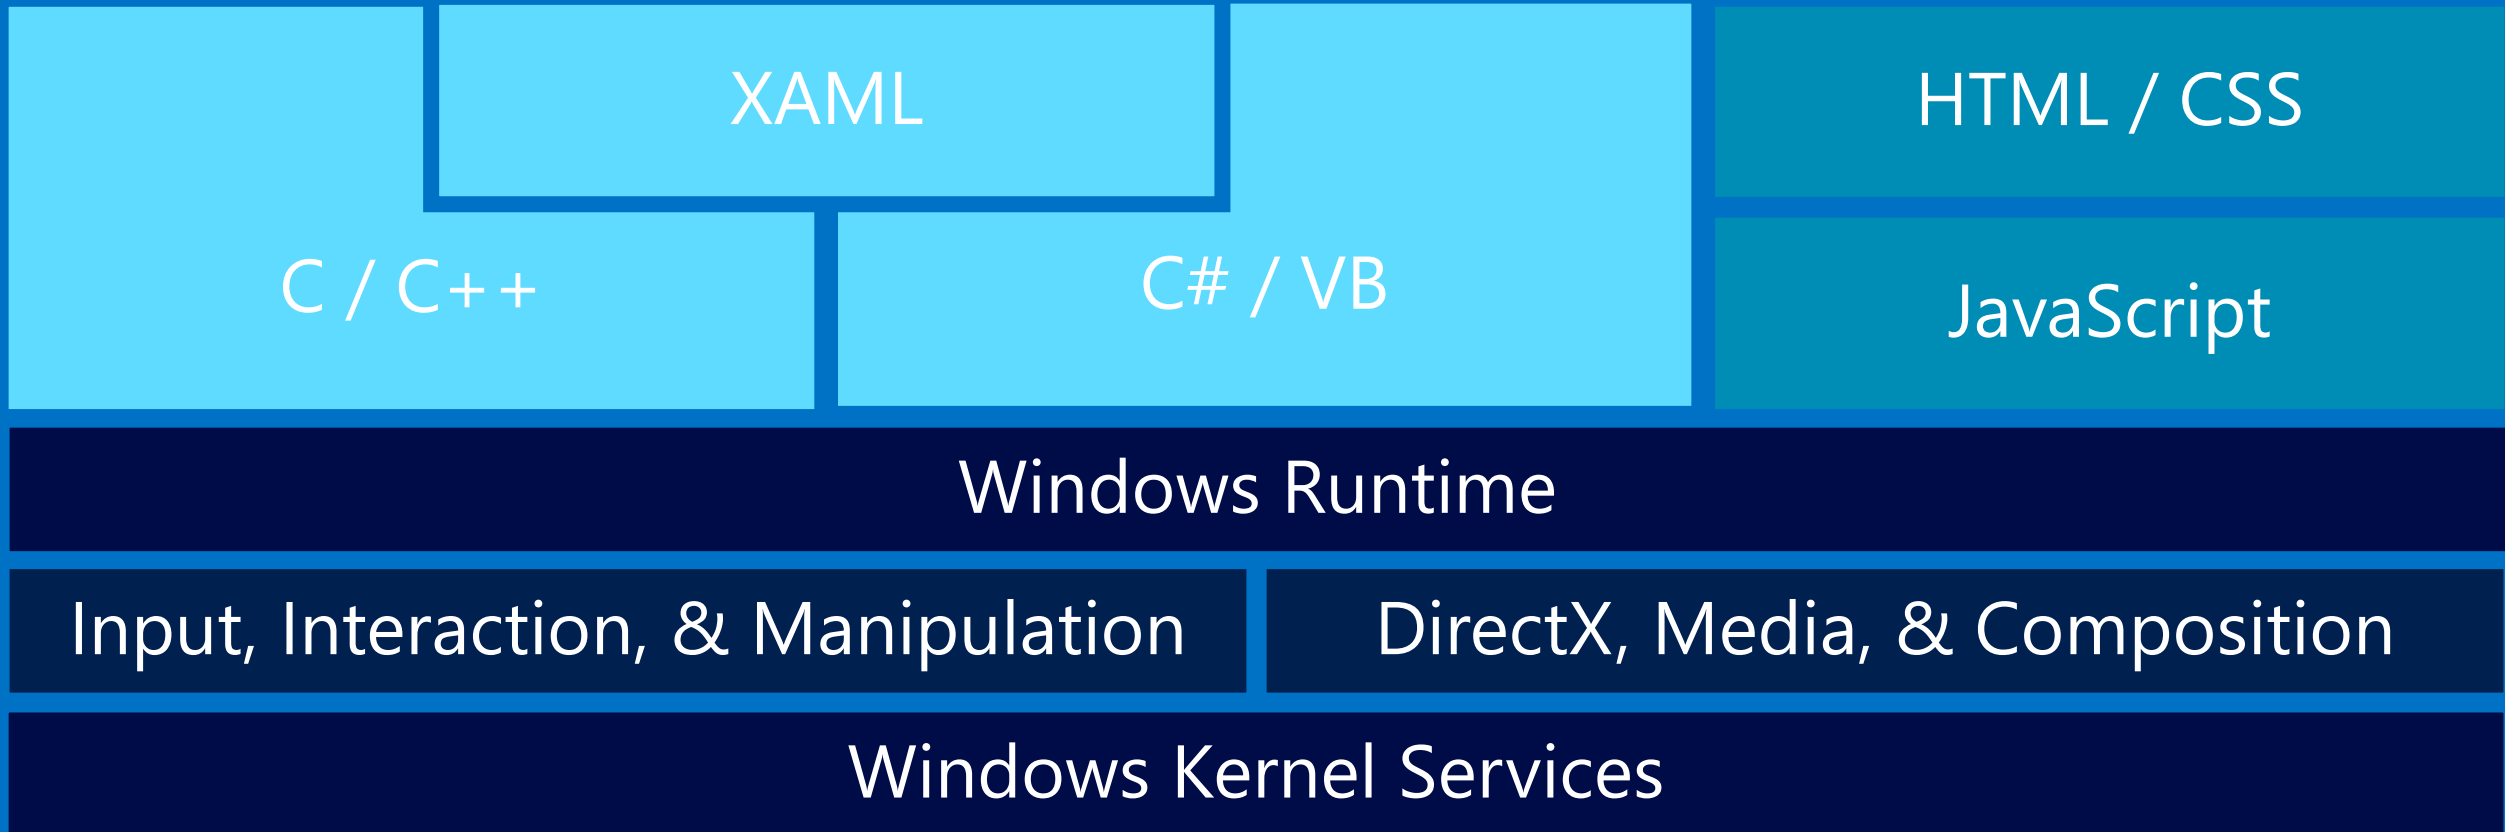 XAML
HTML / CSS
C / C++
C# / VB
JavaScript
Windows Runtime
Input, Interaction, & Manipulation
DirectX, Media, & Composition
Windows Kernel Services